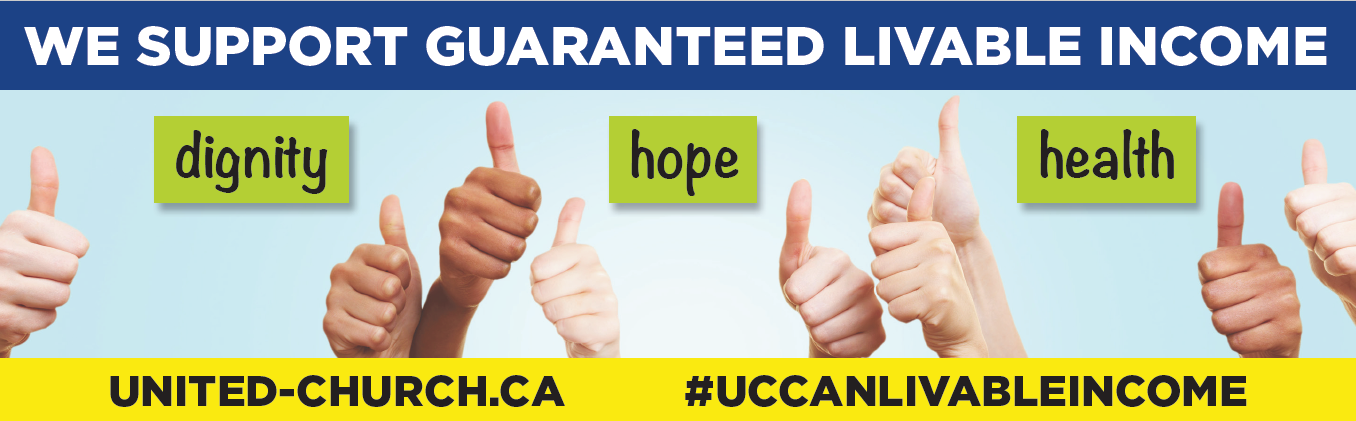 WE SUPPORT GUARANTEED LIVABLE INCOME
dignity
hope
health
UNITED-CHURCH.CA
#UCCANLIVABLEINCOME